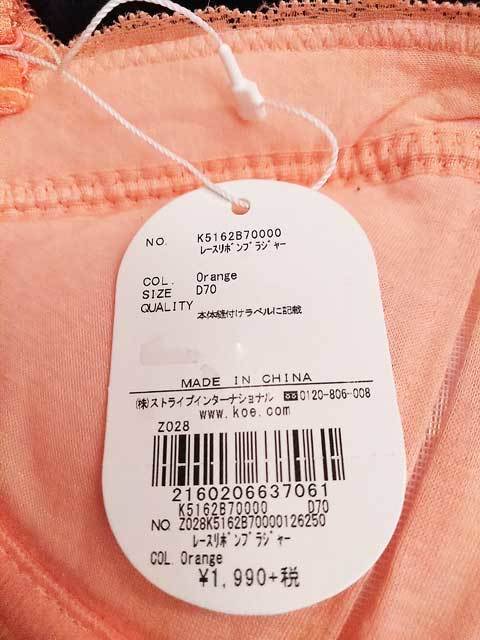 NO. K5162B70000
レースリボンブラジャー
COL. Orange
SIZE D70
QUALITY 本体縫付けラベルに記載
MADE IN CHINA
(株)ストライプインターナショナル 0120-806-008
www.koe.com
Z028
2160206637061
K5162B70000 D70
NO Z028K5162B70000126250
レースリボンブラジャー
COL Orange
¥1,990+税